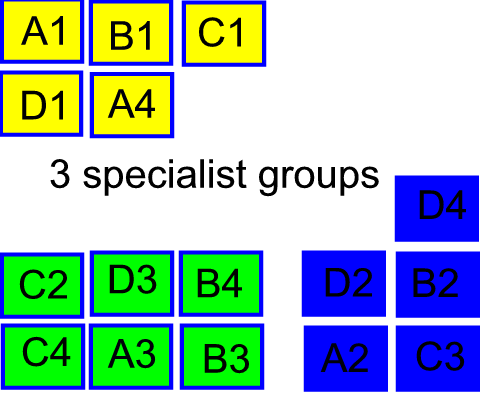 A1 B1 C1
D1 A4
3 specialist groups
D4
C2 D3 B4 D2 B2
C4 A3 B3 A2 C3